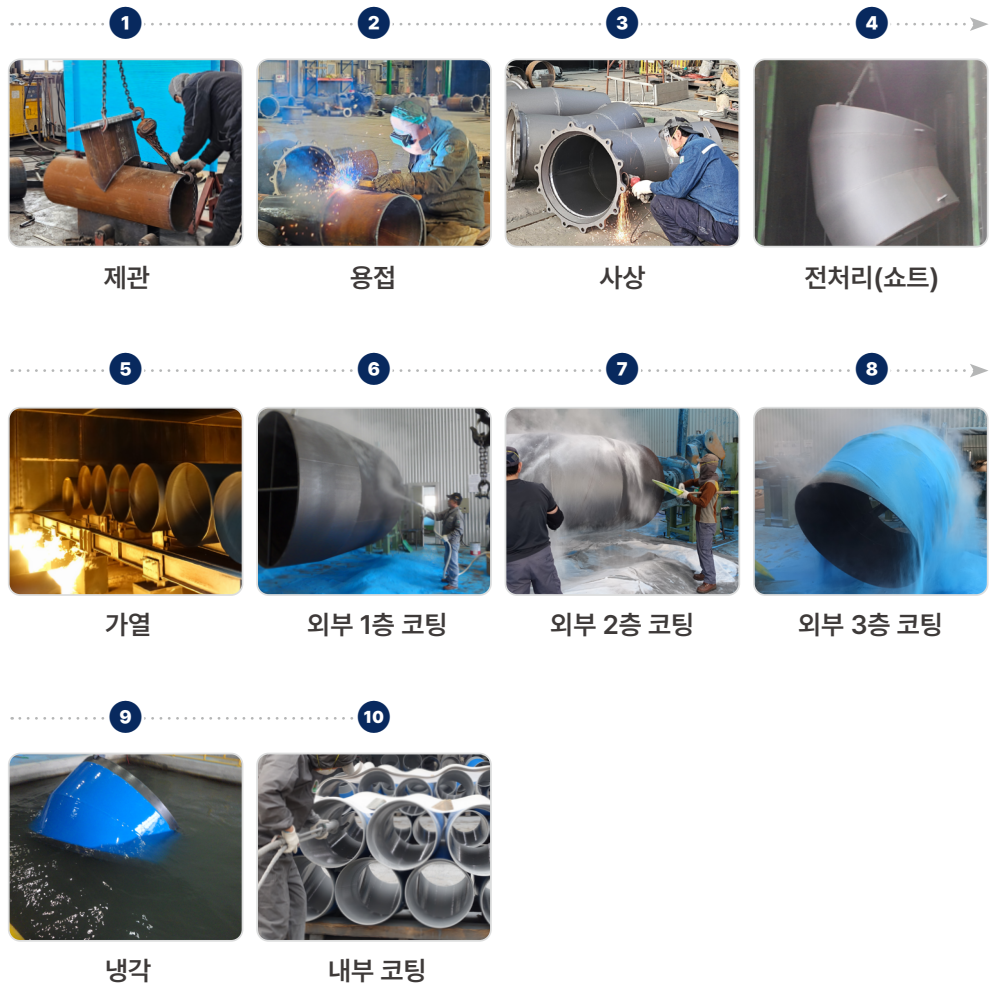 1 2 3 4
제관 용접 사상 전처리(쇼트)
5 6 7 8
가열 외부 1층 코팅 외부 2층 코팅 외부 3층 코팅
9 10
냉각 내부 코팅